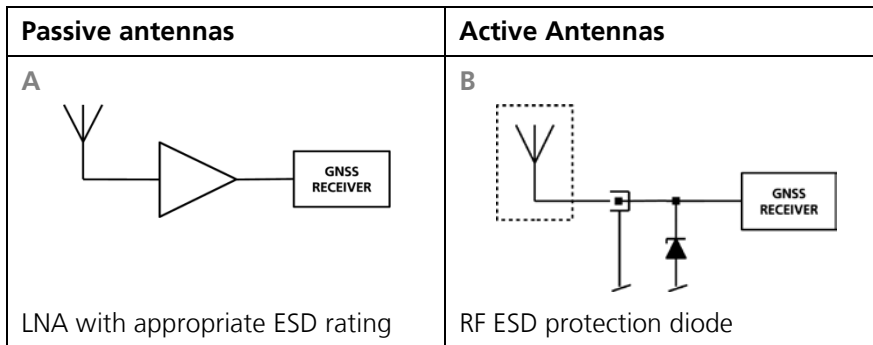 Passive antennas
Active Antennas
A
GNSS
RECEIVER
LNA with appropriate ESD rating
B
GNSS
RECEIVER
RF ESD protection diode